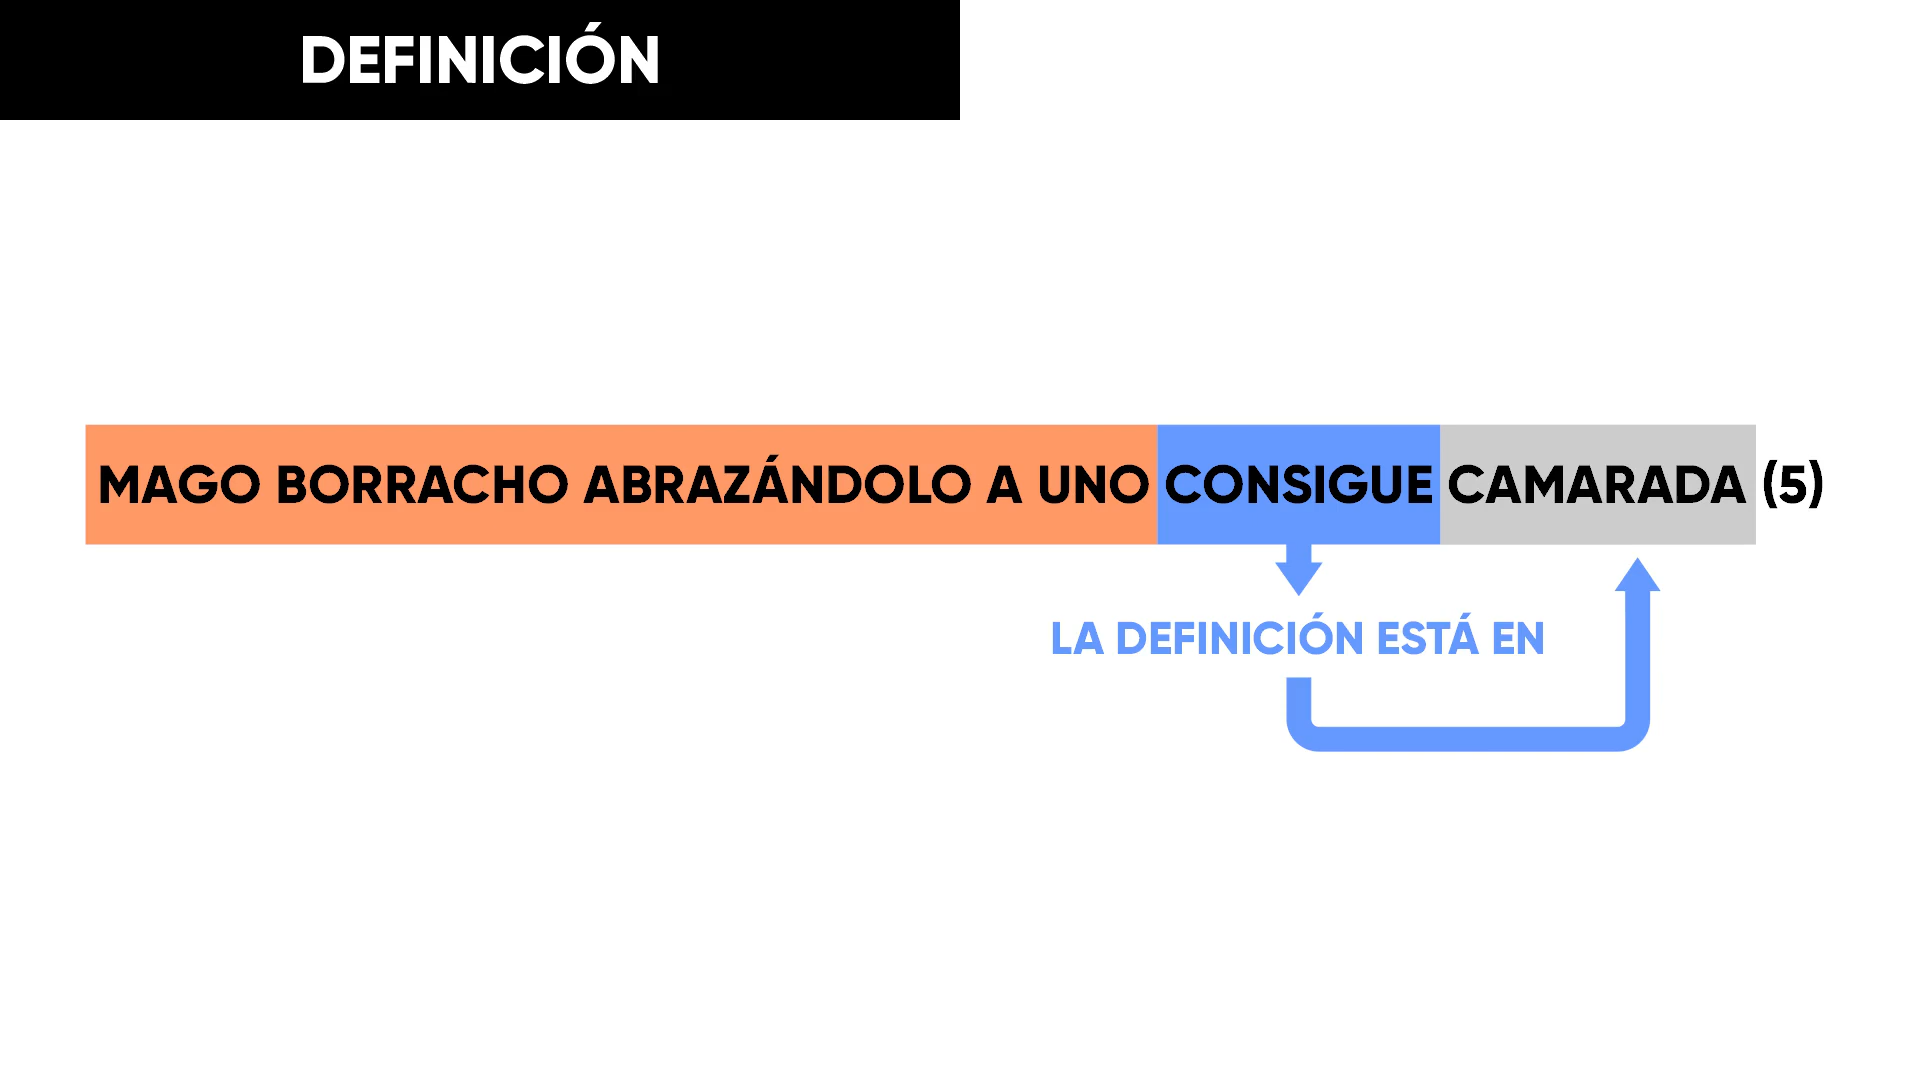 DEFINICIÓN
MAGO BORRACHO ABRAZÁNDOLO A UNO CONSIGUE CAMARADA (5)
LA DEFINICIÓN ESTÁ EN